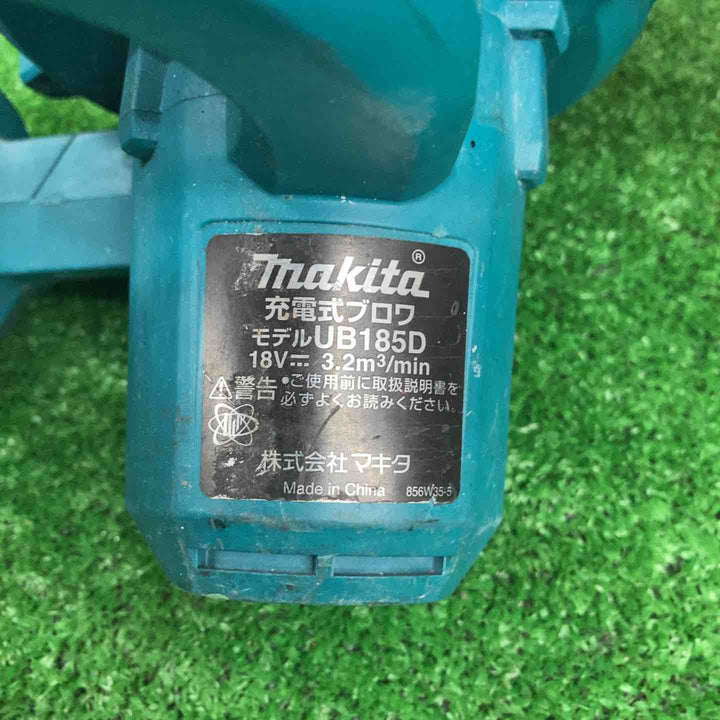 makita®
充電式ブロワ
モデルUB185D
18V⎓ 3.2m³/min
⚠警告 •ご使用前に取扱説明書を
必ずよくお読みください。
株式会社マキタ
Made in China 856W35-5